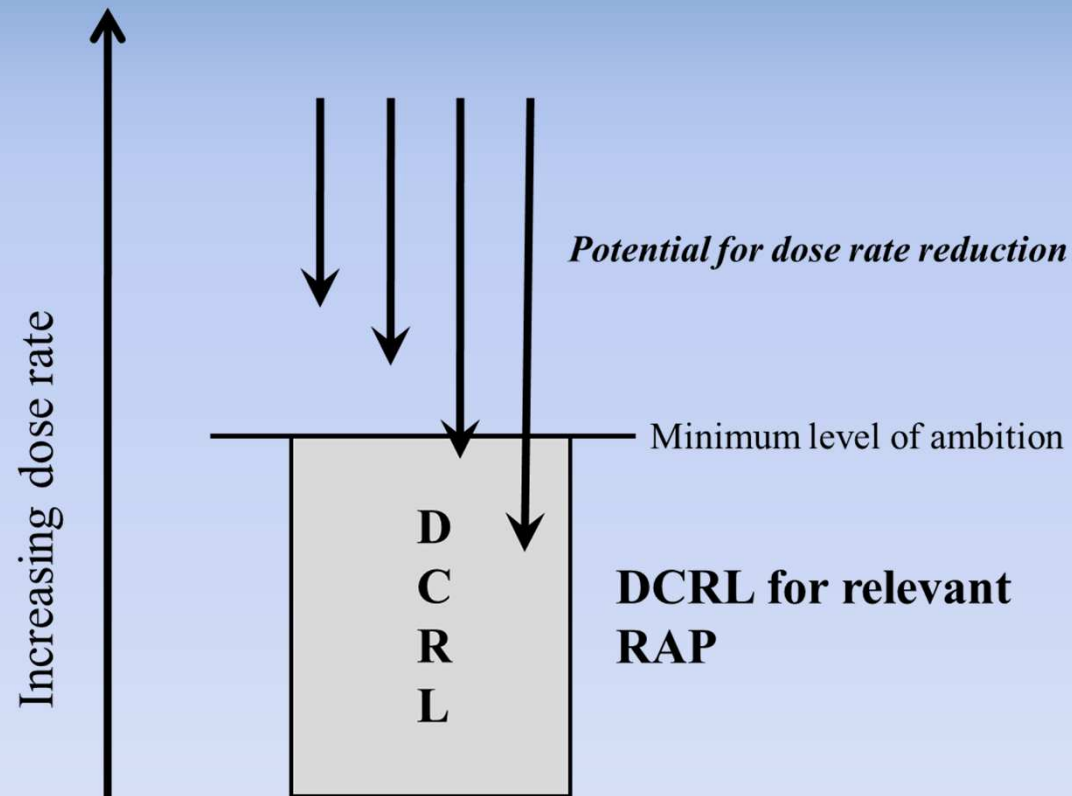 Increasing dose rate
Potential for dose rate reduction
Minimum level of ambition
D
C
R
L
DCRL for relevant
RAP